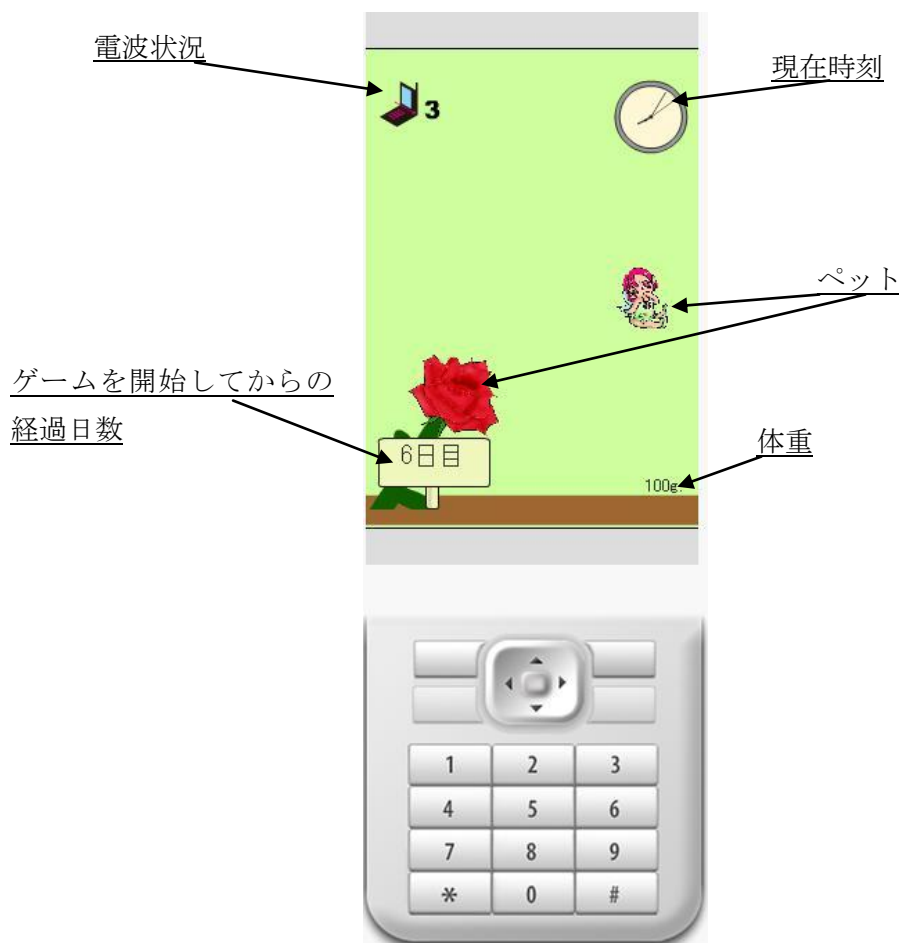 電波状況
現在時刻
3
ペット
ゲームを開始してからの
経過日数
6日目
体重
100g.
1 2 3
4 5 6
7 8 9
* 0 #